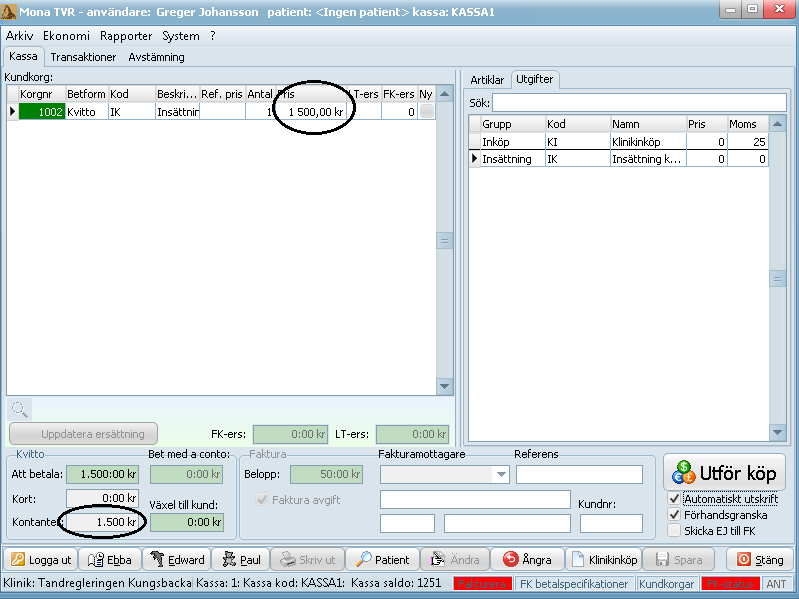 Mona TVR - användare: Greger Johansson patient: <Ingen patient> kassa: KASSA1
Arkiv Ekonomi Rapporter System ?
Kassa Transaktioner Avstämning
Kundkorg:
Korgnr Betform Kod Beskri... Ref. pris Antal Pris LT-ers FK-ers Ny
1002 Kvitto IK Insättnin 1 1 500,00 kr 0
Artiklar Utgifter
Sök:
Grupp Kod Namn Pris Moms
Inköp KI Klinikinköp 0 25
Insättning IK Insättning k... 0 0
Uppdatera ersättning FK-ers: 0:00 kr LT-ers: 0:00 kr
Kvitto Bet med a conto: Faktura Fakturamottagare Referens
Att betala: 1.500:00 kr 0:00 kr Belopp: 50:00 kr
Kort: 0:00 kr Växel till kund: Faktura avgift Kundnr:
Kontanter: 1.500 kr 0:00 kr
Utför köp
Automatiskt utskrift
Förhandsgranska
Skicka EJ till FK
Logga ut Ebba Edward Paul Skriv ut Patient Ändra Ångra Klinikinköp Spara Stäng
Klinik: Tandregleringen Kungsbacka Kassa: 1: Kassa kod: KASSA1: Kassa saldo: 1251 Fakturera FK betalspecifikationer Kundkorgar FK-status ANT